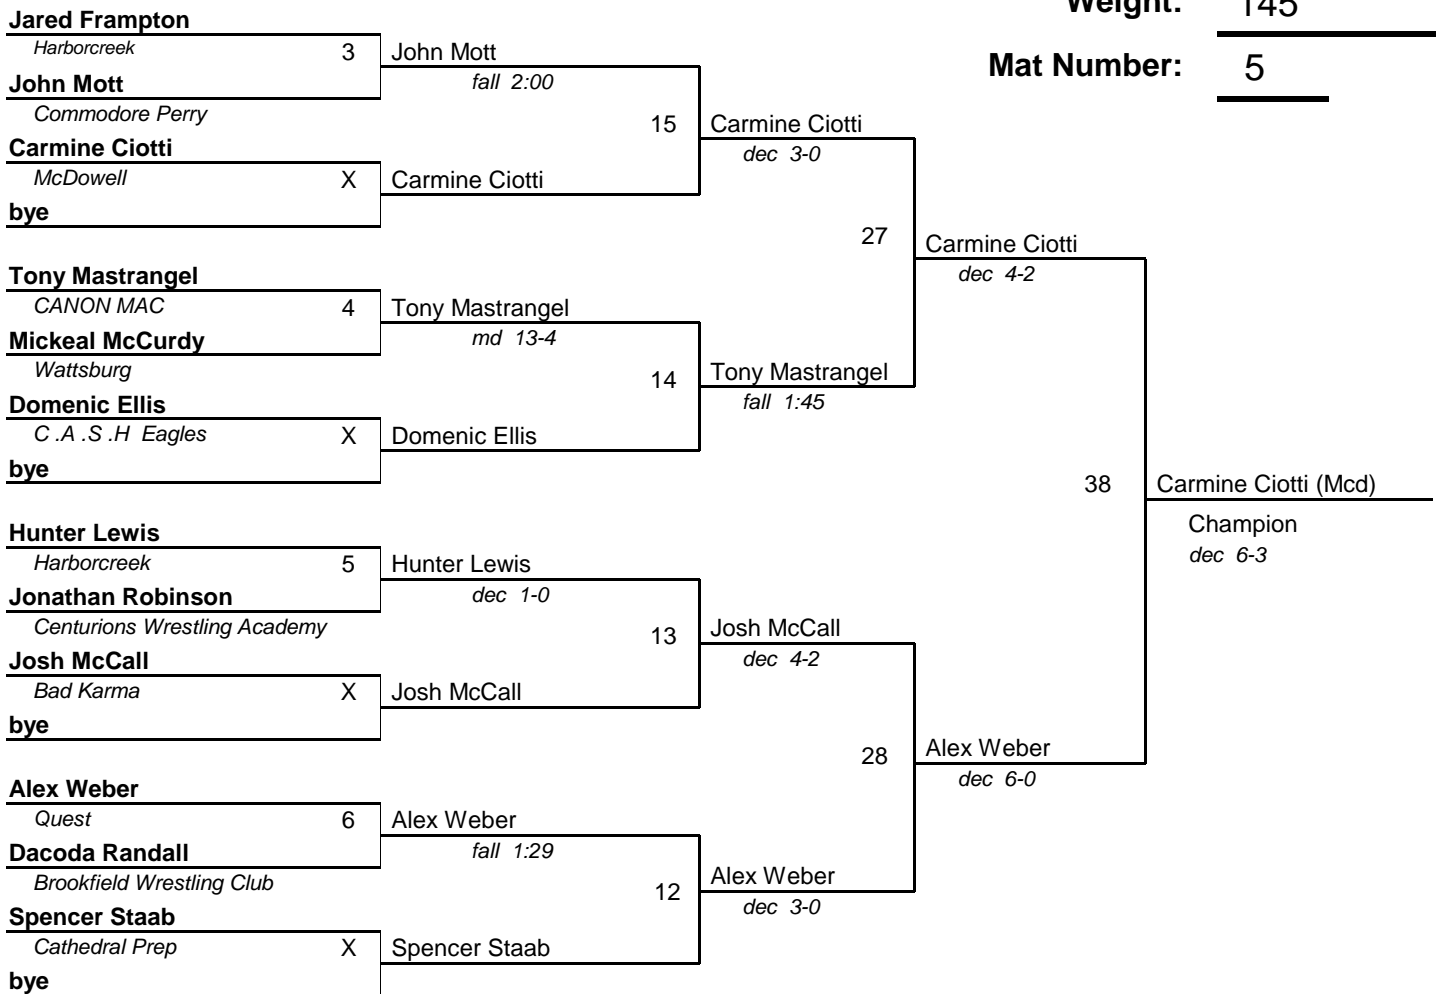 Weight: 145
Mat Number: 5
Jared Frampton
Harborcreek 3
John Mott
Commodore Perry
John Mott
fall 2:00
Carmine Ciotti
McDowell X
bye
Carmine Ciotti
15
Carmine Ciotti
dec 3-0
Tony Mastrangel
CANON MAC 4
Mickeal McCurdy
Wattsburg
Tony Mastrangel
md 13-4
Domenic Ellis
C .A .S .H Eagles X
bye
Domenic Ellis
14
Tony Mastrangel
fall 1:45
27
Carmine Ciotti
dec 4-2
Hunter Lewis
Harborcreek 5
Jonathan Robinson
Centurions Wrestling Academy
Hunter Lewis
dec 1-0
Josh McCall
Bad Karma X
bye
Josh McCall
13
Josh McCall
dec 4-2
Alex Weber
Quest 6
Dacoda Randall
Brookfield Wrestling Club
Alex Weber
fall 1:29
Spencer Staab
Cathedral Prep X
bye
Spencer Staab
12
Alex Weber
dec 3-0
28
Alex Weber
dec 6-0
38
Carmine Ciotti (Mcd)
Champion
dec 6-3